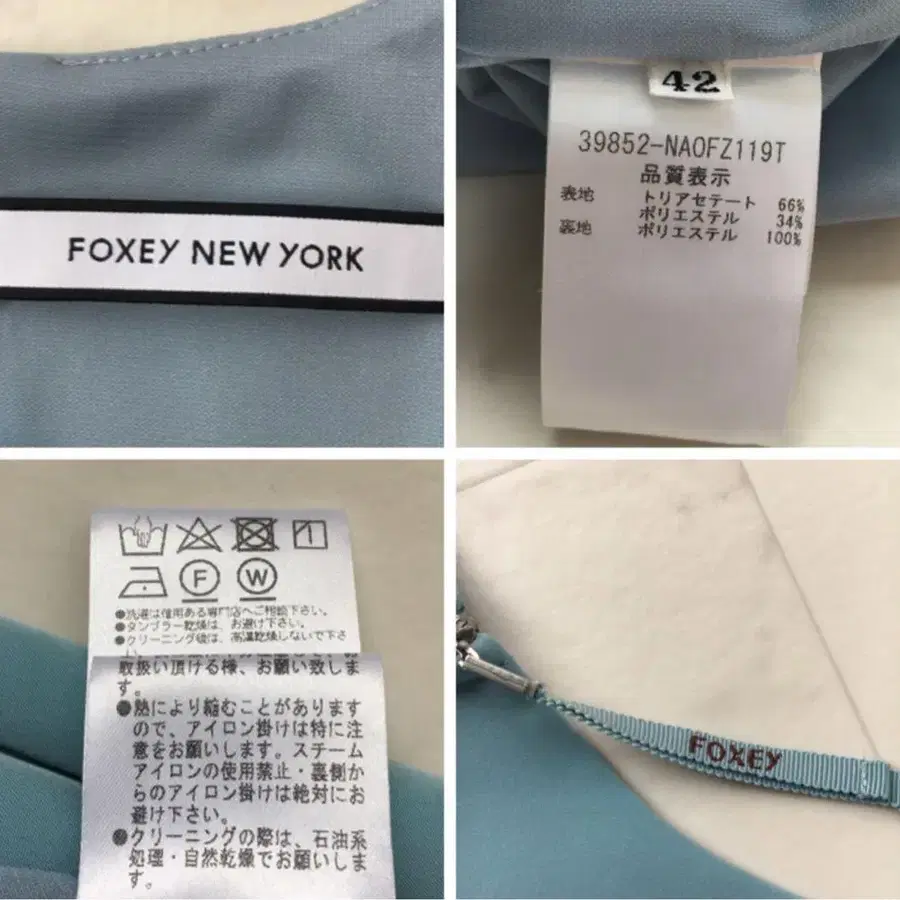 FOXEY NEW YORK
42
39852-NAOFZ119T
品質表示
表地 トリアセテート 66%
ポリエステル 34%
裏地 ポリエステル 100%
F W
●洗濯は信用ある専門店へご相談下さい。
●タンブラー乾燥は、お避け下さい。
●クリーニング後は、高温乾燥しないで下さ
取扱い頂ける様、お願い致しま
す。
●熱により縮むことがあります
ので、アイロン掛けは特に注
意をお願いします。スチーム
アイロンの使用禁止・裏側か
らのアイロン掛けは絶対にお
避け下さい。
●クリーニングの際は、石油系
処理・自然乾燥でお願いしま
す。
FOXEY